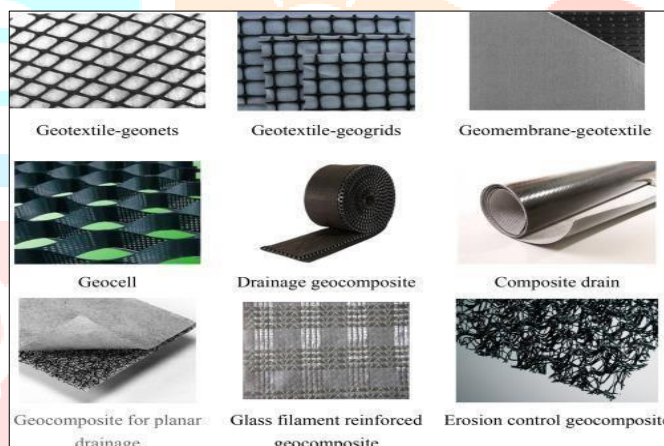 Geotextile-geonets
Geotextile-geogrids
Geomembrane-geotextile
Geocell
Drainage geocomposite
Composite drain
Geocomposite for planar
drainage
Glass filament reinforced
geocomposite
Erosion control geocomposite